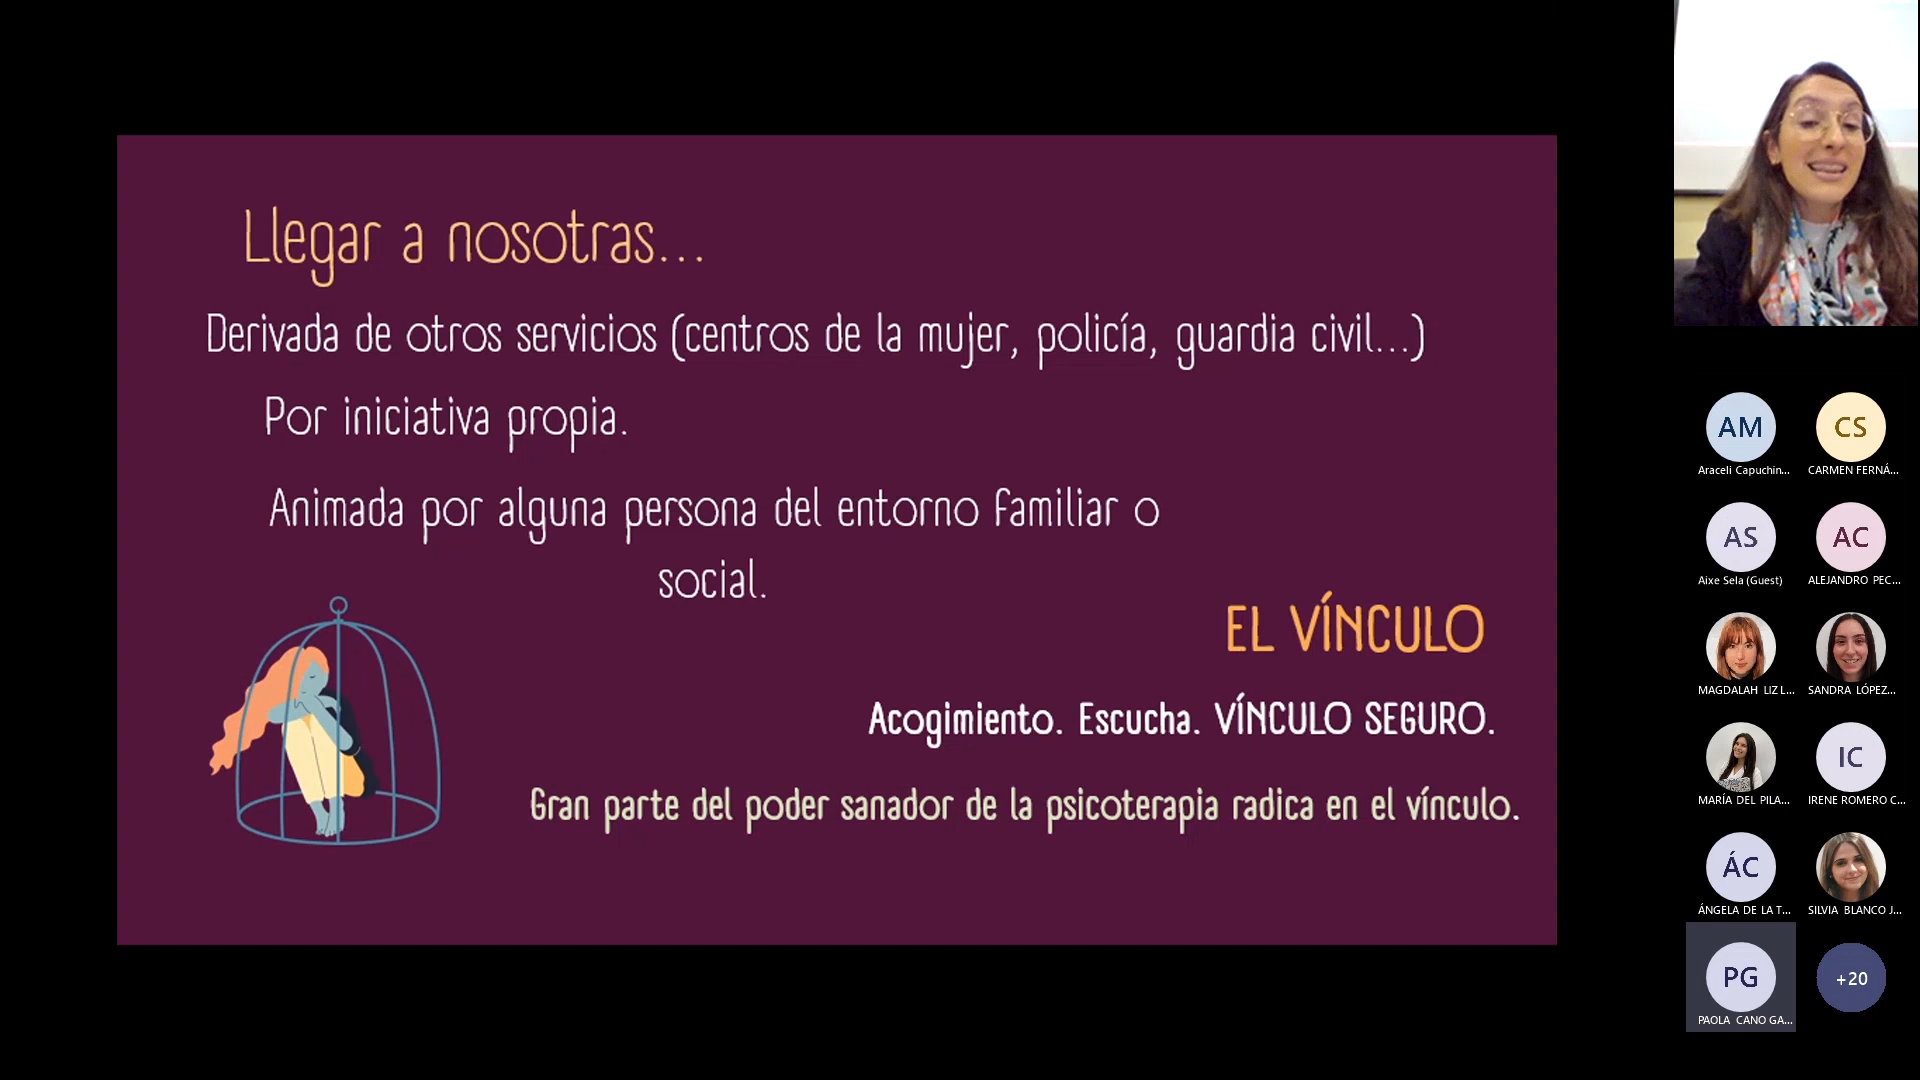 Llegar a nosotras...
Derivada de otros servicios (centros de la mujer, policía, guardia civil...)
Por iniciativa propia.
Animada por alguna persona del entorno familiar o
social.
EL VÍNCULO
Acogimiento. Escucha. VÍNCULO SEGURO.
Gran parte del poder sanador de la psicoterapia radica en el vínculo.
AM
CS
Araceli Capuchin...
CARMEN FERNÁ...
AS
AC
Aixe Sela (Guest)
ALEJANDRO PEC...
MAGDALAH LIZ L...
SANDRA LÓPEZ...
IC
MARÍA DEL PILA...
IRENE ROMERO C...
ÁC
ÁNGELA DE LA T...
SILVIA BLANCO J...
PG
+20
PAOLA CANO GA...